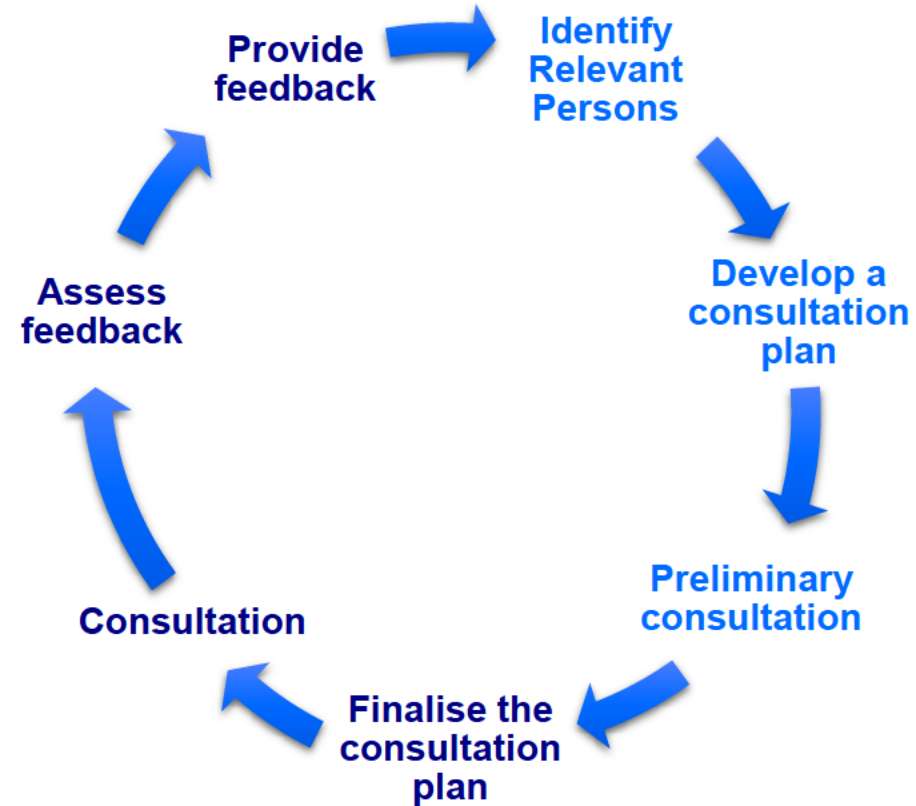 Provide
feedback
Identify
Relevant
Persons
Develop a
consultation
plan
Preliminary
consultation
Finalise the
consultation
plan
Consultation
Assess
feedback